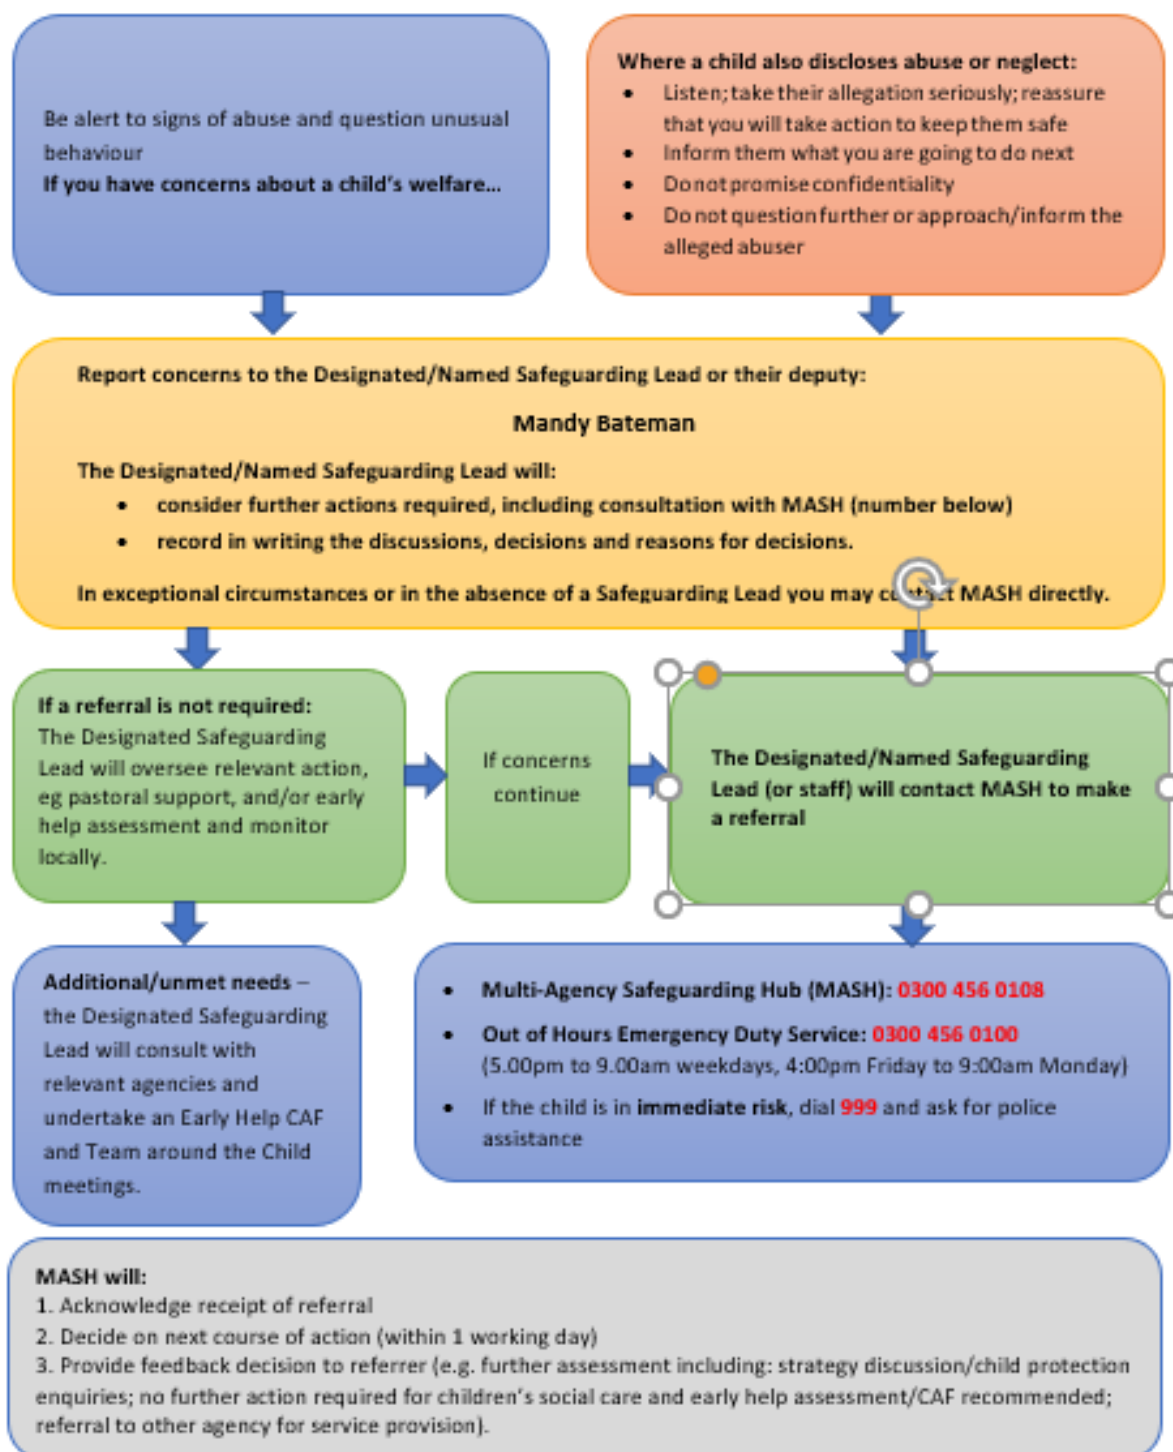 Be alert to signs of abuse and question unusual
behaviour
If you have concerns about a child's welfare...
Where a child also discloses abuse or neglect:
• Listen; take their allegation seriously; reassure
that you will take action to keep them safe
• Inform them what you are going to do next
• Do not promise confidentiality
• Do not question further or approach/inform the
alleged abuser
Report concerns to the Designated/Named Safeguarding Lead or their deputy:
Mandy Bateman
The Designated/Named Safeguarding Lead will:
• consider further actions required, including consultation with MASH (number below)
• record in writing the discussions, decisions and reasons for decisions.
In exceptional circumstances or in the absence of a Safeguarding Lead you may contact MASH directly.
If a referral is not required:
The Designated Safeguarding
Lead will oversee relevant action,
eg pastoral support, and/or early
help assessment and monitor
locally.
If concerns
continue
The Designated/Named Safeguarding
Lead (or staff) will contact MASH to make
a referral
Additional/unmet needs –
the Designated Safeguarding
Lead will consult with
relevant agencies and
undertake an Early Help CAF
and Team around the Child
meetings.
• Multi-Agency Safeguarding Hub (MASH): 0300 456 0108
• Out of Hours Emergency Duty Service: 0300 456 0100
(5.00pm to 9.00am weekdays, 4:00pm Friday to 9:00am Monday)
• If the child is in immediate risk, dial 999 and ask for police
assistance
MASH will:
1. Acknowledge receipt of referral
2. Decide on next course of action (within 1 working day)
3. Provide feedback decision to referrer (e.g. further assessment including: strategy discussion/child protection
enquiries; no further action required for children's social care and early help assessment/CAF recommended;
referral to other agency for service provision).